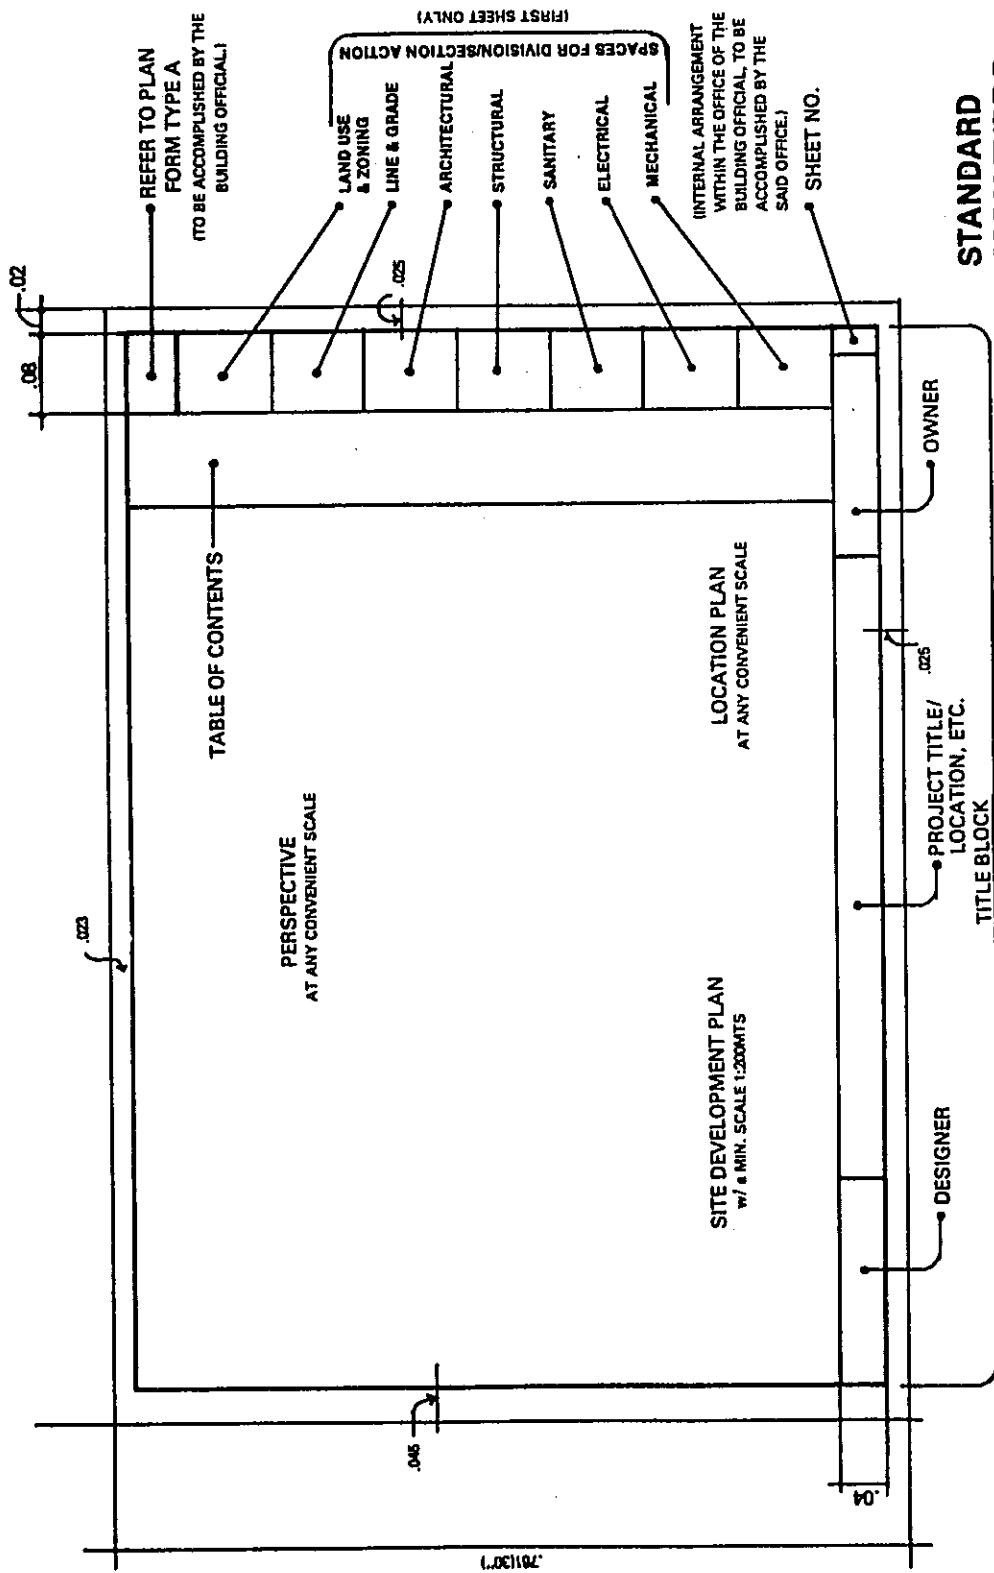 .02
.08
REFER TO PLAN
FORM TYPE A
(TO BE ACCOMPLISHED BY THE
BUILDING OFFICIAL.)
(FIRST SHEET ONLY)
SPACES FOR DIVISION/SECTION ACTION
LAND USE
& ZONING
LINE & GRADE
ARCHITECTURAL
STRUCTURAL
SANITARY
ELECTRICAL
MECHANICAL
(INTERNAL ARRANGEMENT
WITHIN THE OFFICE OF THE
BUILDING OFFICIAL, TO BE
ACCOMPLISHED BY THE
SAID OFFICE.)
SHEET NO.
.025
.023
TABLE OF CONTENTS
PERSPECTIVE
AT ANY CONVENIENT SCALE
LOCATION PLAN
AT ANY CONVENIENT SCALE
SITE DEVELOPMENT PLAN
w/ a MIN. SCALE 1:200MTS
.045
.04
.761(30")
.025
OWNER
PROJECT TITLE/
LOCATION, ETC.
TITLE BLOCK
DESIGNER
STANDARD